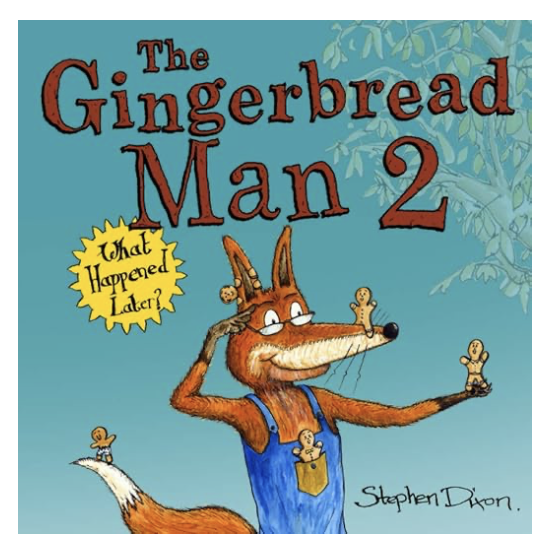 The
Gingerbread
Man 2
What
Happened
Later?
Stephen Dixon.